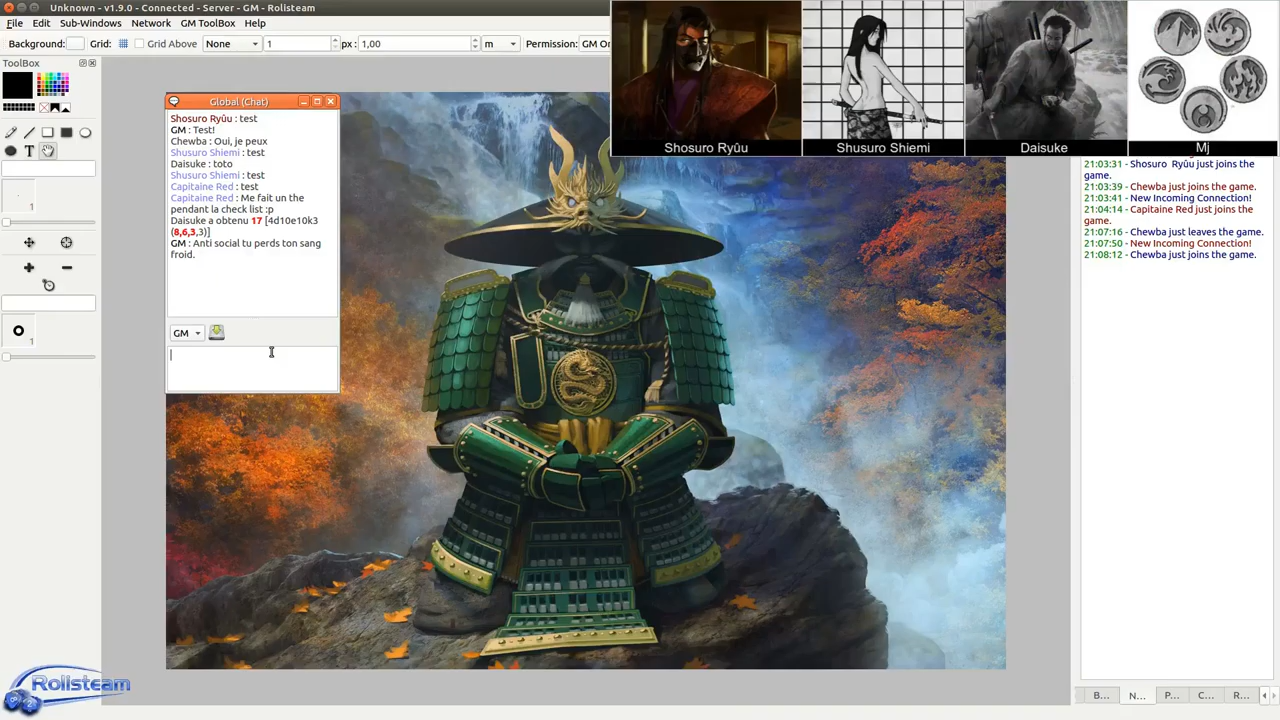 Unknown - v1.9.0 - Connected - Server - GM - Rollisteam
File Edit Sub-Windows Network GM ToolBox Help
Background: Grid: Grid Above None 1 px : 1,00 m Permission: GM On
ToolBox
1
1
Global (Chat)
Shosuro Ryûu : test
GM : Test!
Chewba : Oui, je peux
Shusuro Shiemi : test
Daisuke : toto
Shusuro Shiemi : test
Capitaine Red : test
Capitaine Red : Me fait un the
pendant la check list ;p
Daisuke a obtenu 17 [4d10e10k3
(8,6,3,3)]
GM : Anti social tu perds ton sang
froid.
GM
Shosuro Ryûu
Shusuro Shiemi
Daisuke
Mj
21:03:31 - Shosuro Ryûu just joins the
game.
21:03:39 - Chewba just joins the game.
21:03:41 - New Incoming Connection!
21:04:14 - Capitaine Red just joins the
game.
21:07:16 - Chewba just leaves the game.
21:07:50 - New Incoming Connection!
21:08:12 - Chewba just joins the game.
B... N... P... C... R...
Rolisteam